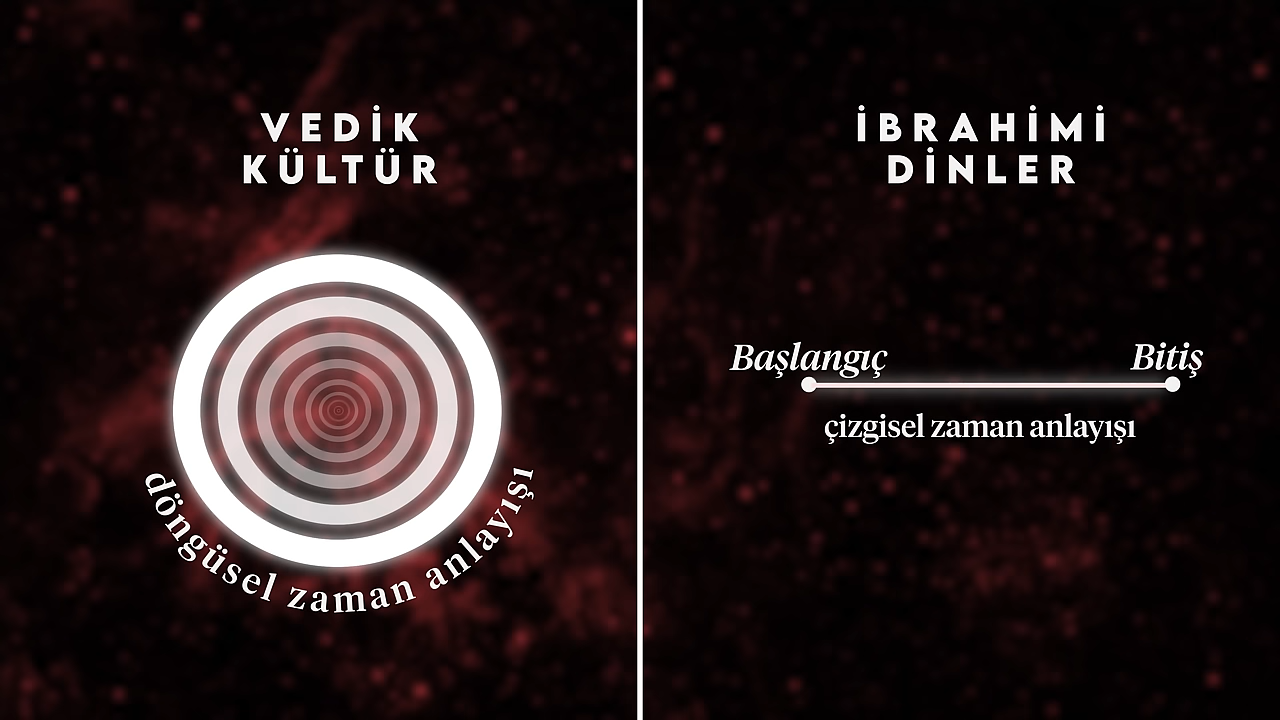 VEDİK
KÜLTÜR
döngüsel zaman anlayışı
İBRAHİMİ
DİNLER
Başlangıç
Bitiş
çizgisel zaman anlayışı